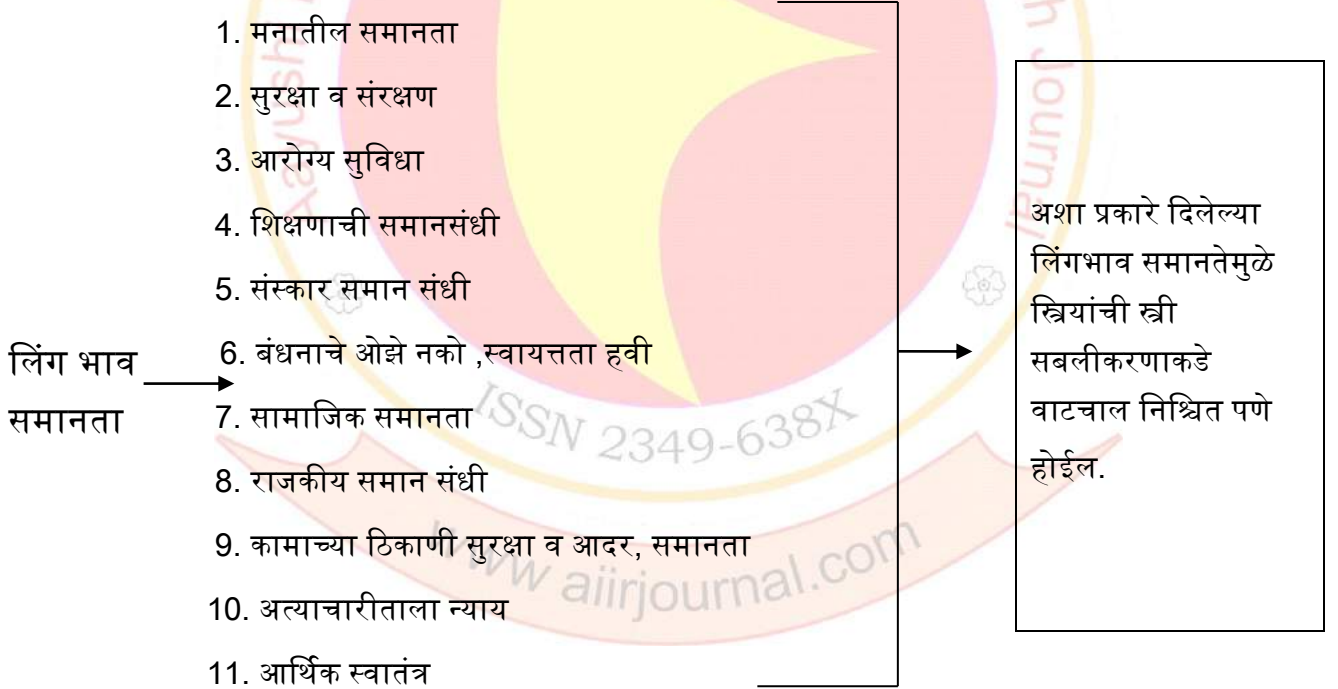 1. मनातील समानता
2. सुरक्षा व संरक्षण
3. आरोग्य सुविधा
4. शिक्षणाची समानसंधी
5. संस्कार समान संधी
लिंग भाव
समानता
6. बंधनाचे ओझे नको ,स्वायत्तता हवी
7. सामाजिक समानता
8. राजकीय समान संधी
9. कामाच्या ठिकाणी सुरक्षा व आदर, समानता
10. अत्याचारीताला न्याय
11. आर्थिक स्वातंत्र
अशा प्रकारे दिलेल्या
लिंगभाव समानतेमुळे
स्त्रियांची स्त्री
सबलीकरणाकडे
वाटचाल निश्चित पणे
होईल.
ISSN 2349-638X
www aiirjournal.com
Aayush
Journal